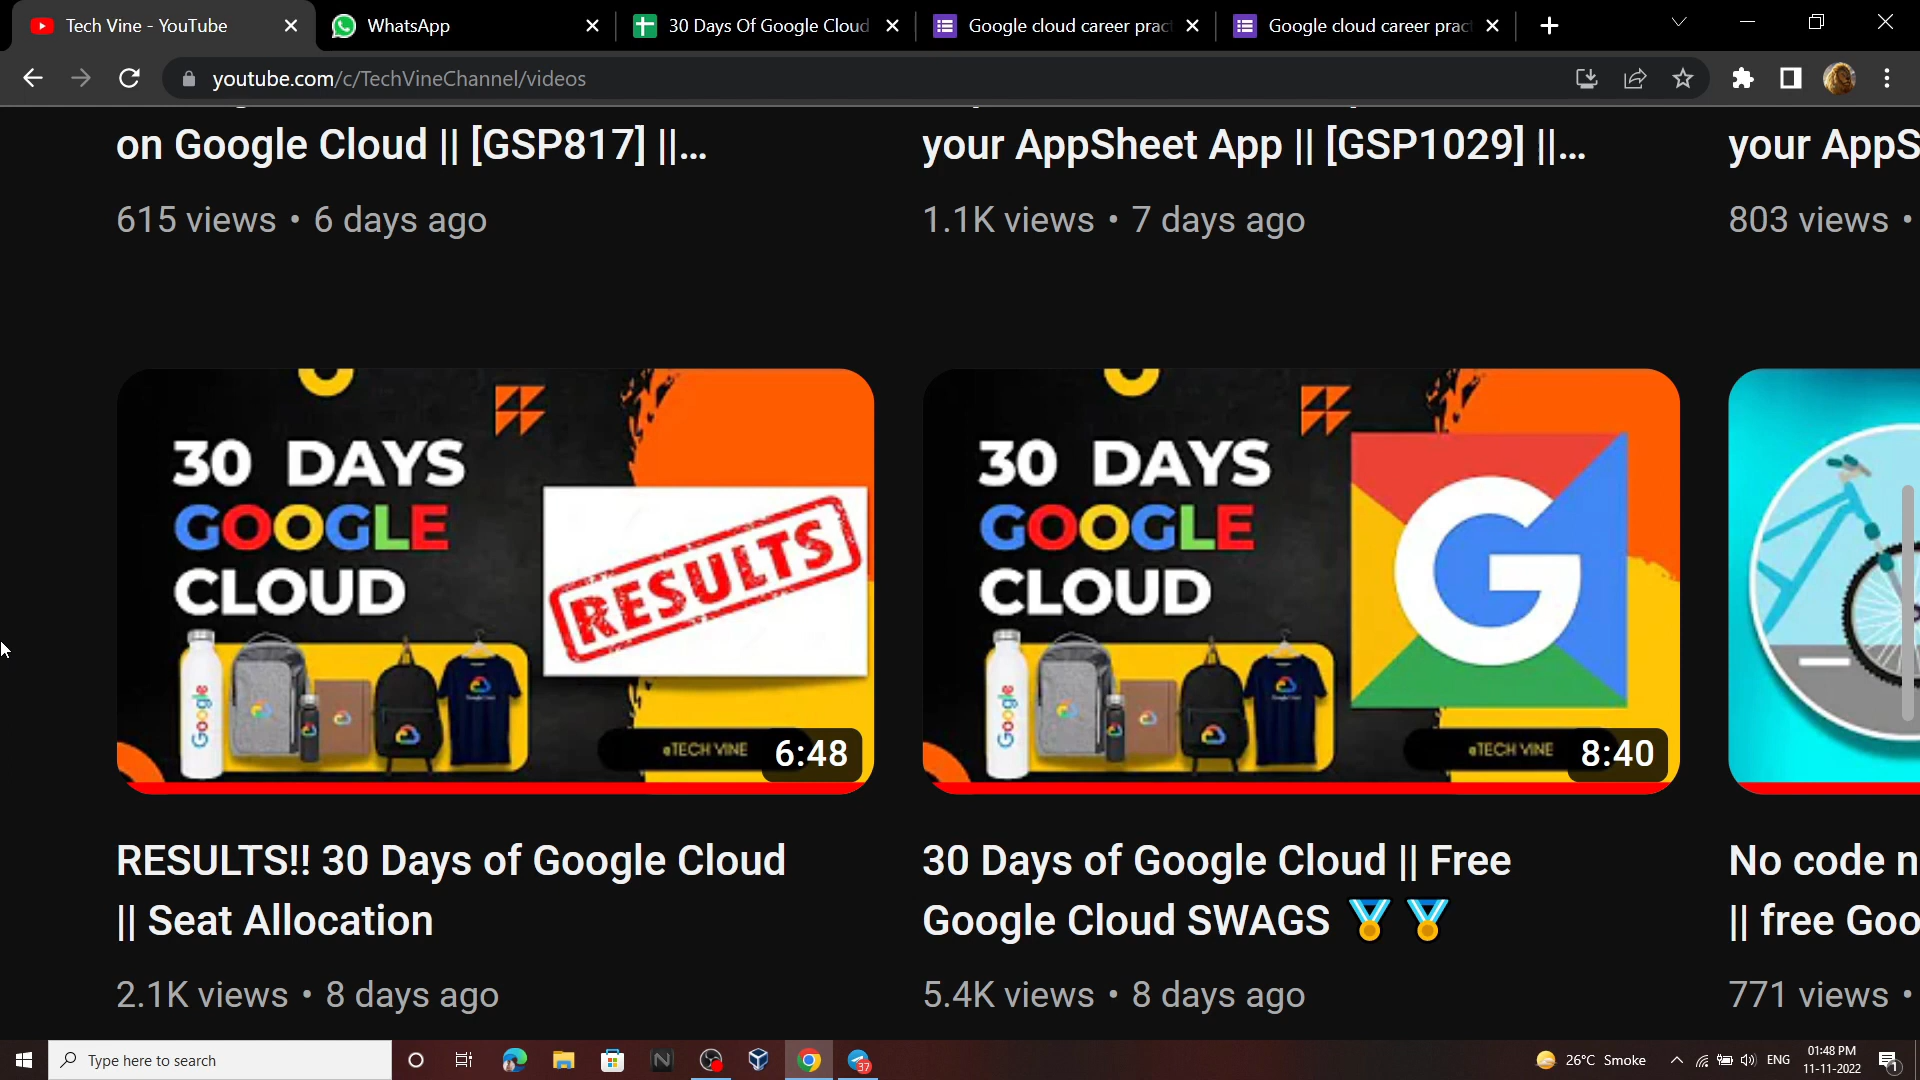 Tech Vine - YouTube
WhatsApp
30 Days Of Google Cloud
Google cloud career prac
Google cloud career prac
youtube.com/c/TechVineChannel/videos
on Google Cloud || [GSP817] ||...
615 views • 6 days ago
your AppSheet App || [GSP1029] ||...
1.1K views • 7 days ago
your AppS
803 views •
30 DAYS
GOOGLE
CLOUD
RESULTS
Google
@TECH VINE
6:48
30 DAYS
GOOGLE
CLOUD
G
Google
@TECH VINE
8:40
RESULTS!! 30 Days of Google Cloud
|| Seat Allocation
2.1K views • 8 days ago
30 Days of Google Cloud || Free
Google Cloud SWAGS 🏅🏅
5.4K views • 8 days ago
No code n
|| free Goo
771 views •
Type here to search
37
26°C Smoke
ENG
01:48 PM
11-11-2022
1